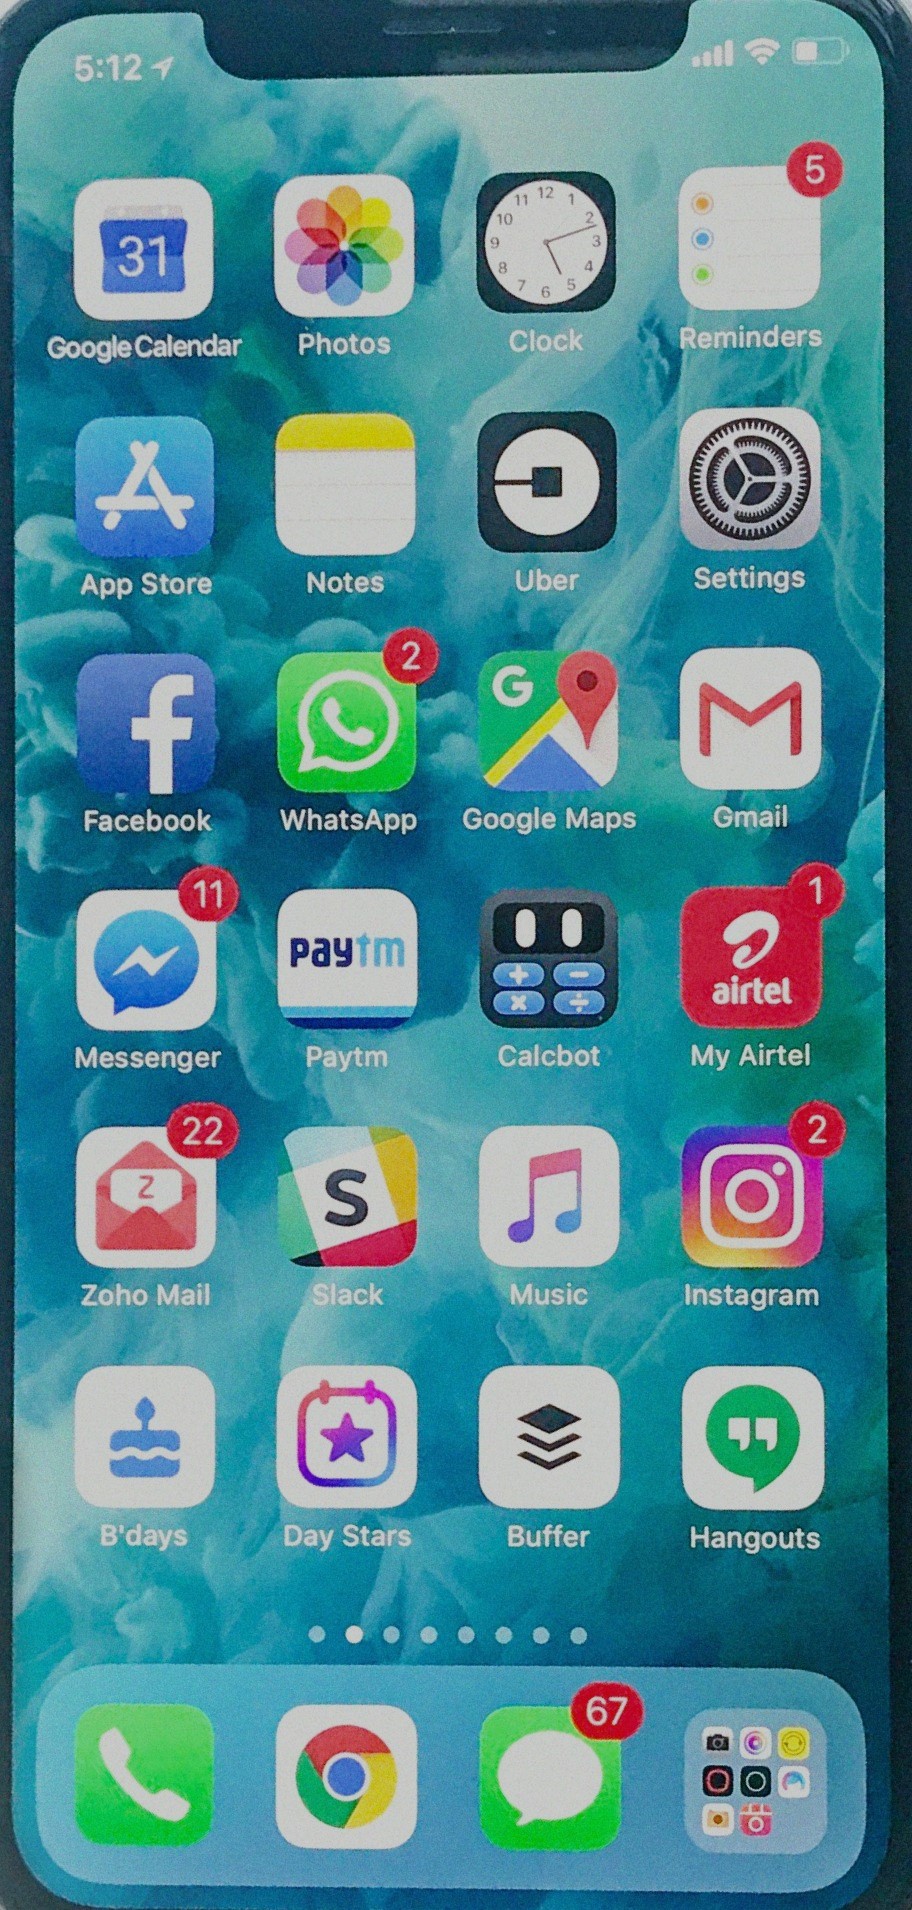 5:12
5
31
12
11 1
10 2
9 3
8 4
7 5
6
Google Calendar Photos Clock Reminders
App Store Notes Uber Settings
2
G
Facebook WhatsApp Google Maps Gmail
11 1
paytm
airtel
Messenger Paytm Calcbot My Airtel
22 2
Z S
Zoho Mail Slack Music Instagram
B'days Day Stars Buffer Hangouts
67